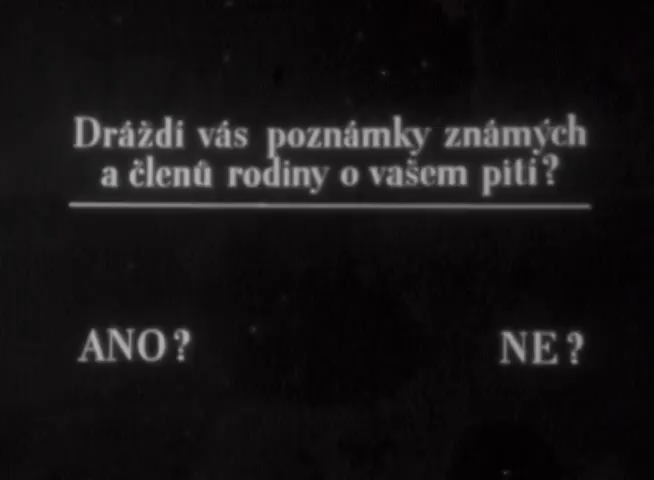 Dráždí vás poznámky známých
a členů rodiny o vašem pití?
ANO?
NE?